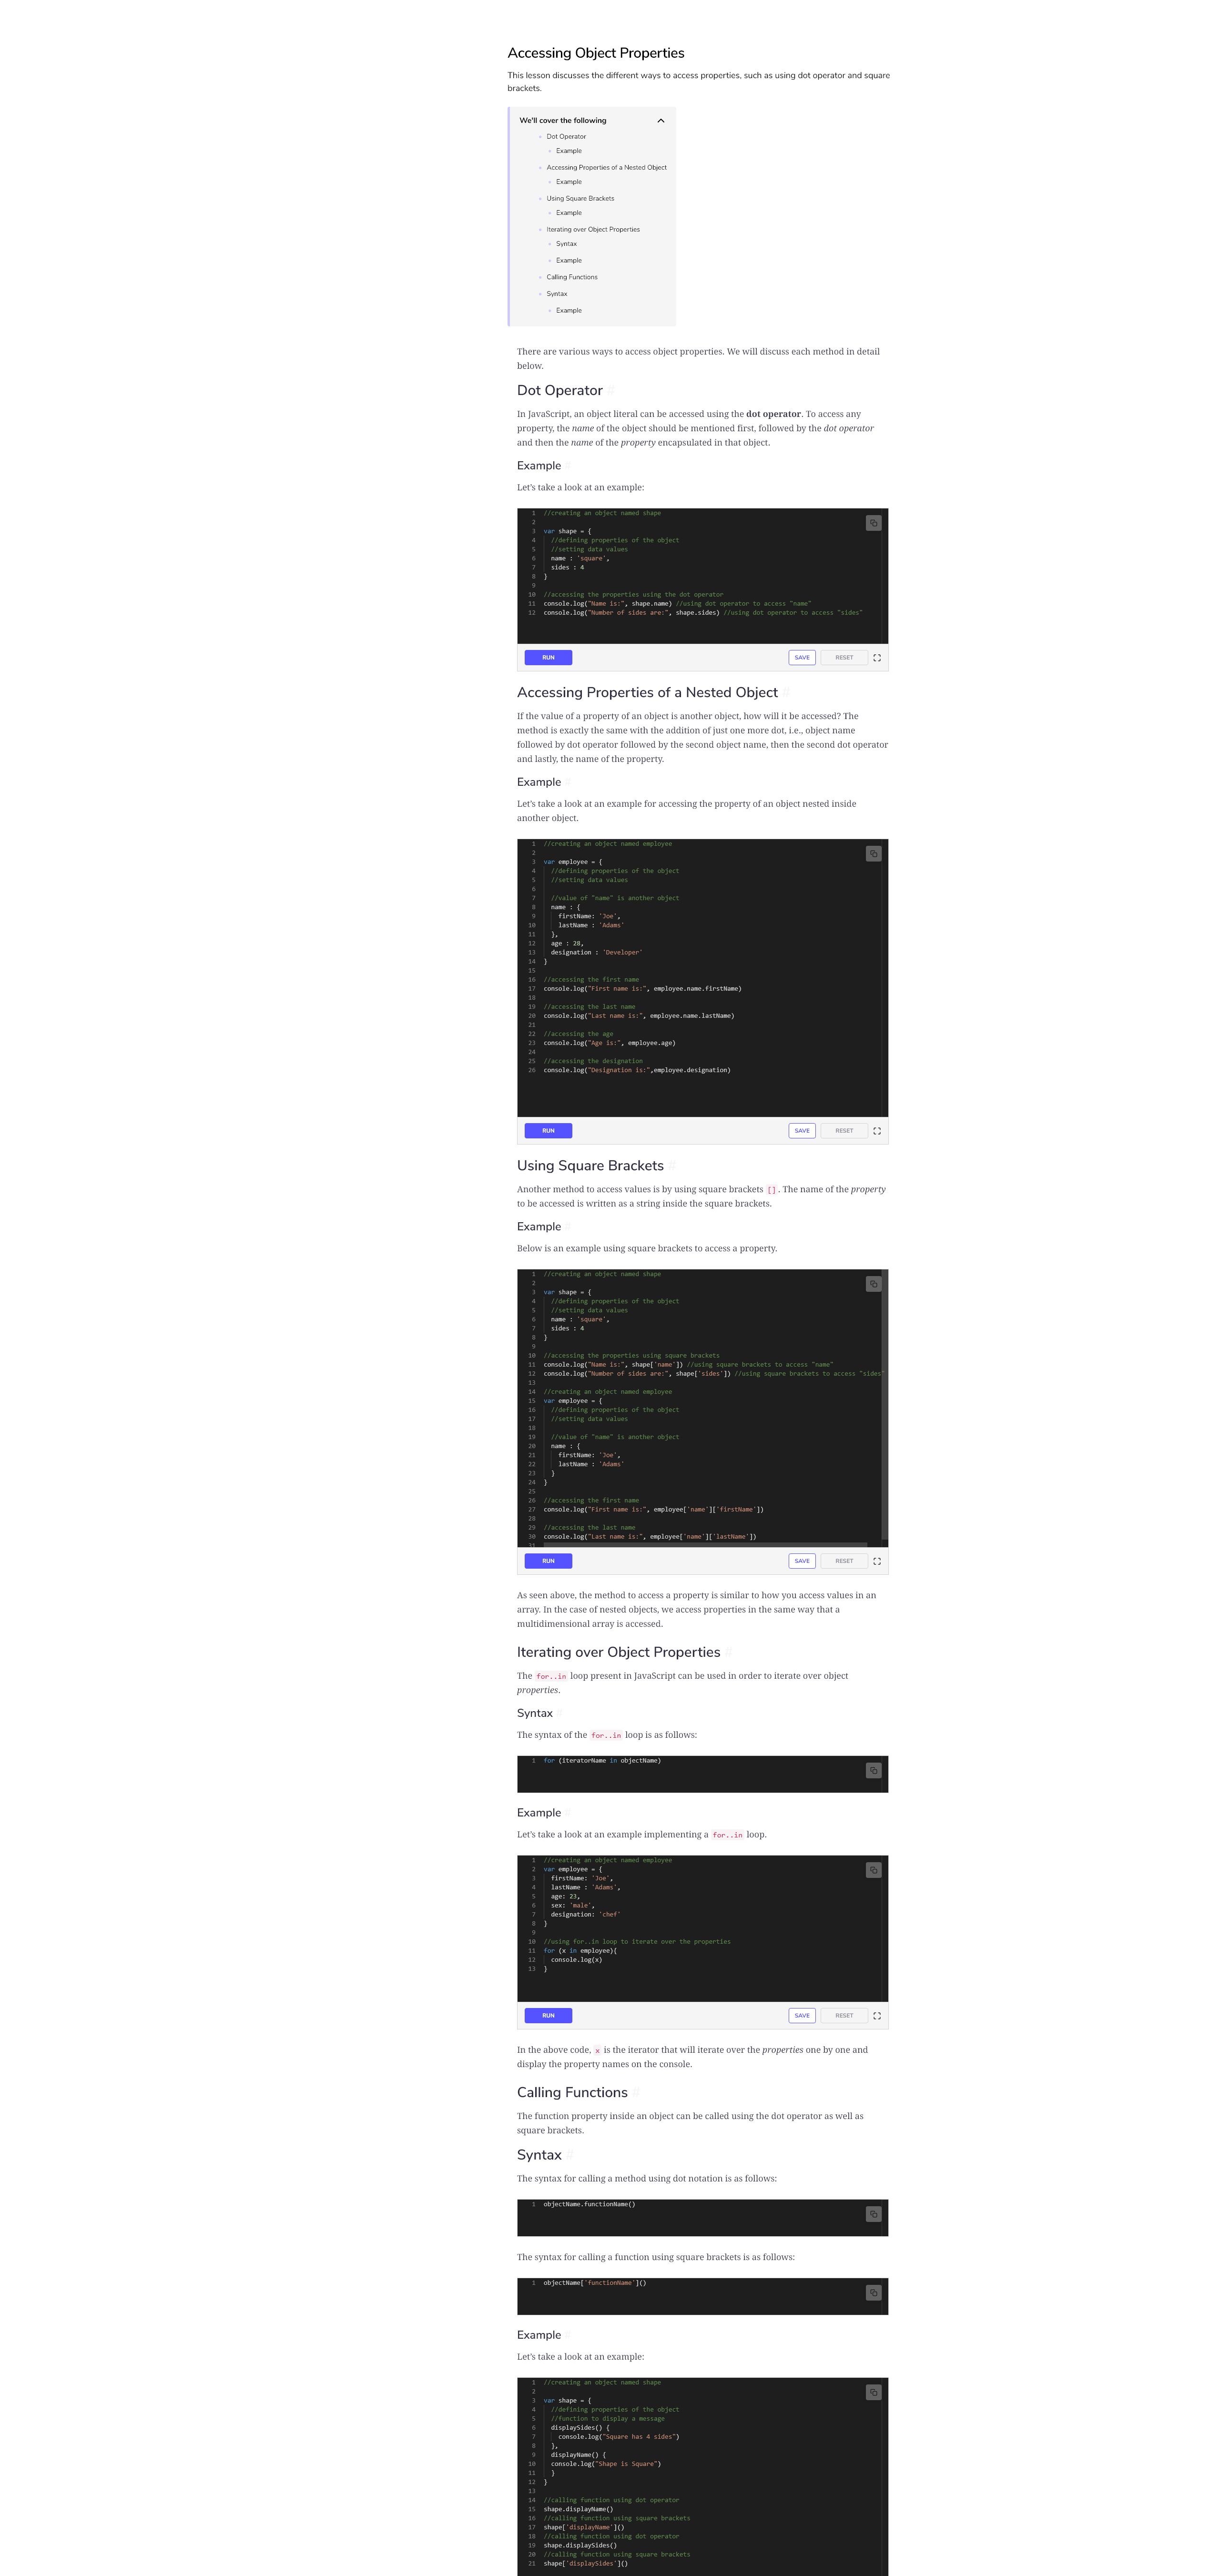 Accessing Object Properties
This lesson discusses the different ways to access properties, such as using dot operator and square
brackets.
We'll cover the following
Dot Operator
Example
Accessing Properties of a Nested Object
Example
Using Square Brackets
Example
Iterating over Object Properties
Syntax
Example
Calling Functions
Syntax
Example
There are various ways to access object properties. We will discuss each method in detail
below.
Dot Operator #
In JavaScript, an object literal can be accessed using the dot operator. To access any
property, the name of the object should be mentioned first, followed by the dot operator
and then the name of the property encapsulated in that object.
Example #
Let's take a look at an example:
1 //creating an object named shape
2
3 var shape = {
4 //defining properties of the object
5 //setting data values
6 name : 'square',
7 sides : 4
8 }
9
10 //accessing the properties using the dot operator
11 console.log("Name is:", shape.name) //using dot operator to access "name"
12 console.log("Number of sides are:", shape.sides) //using dot operator to access "sides"
RUN SAVE RESET
Accessing Properties of a Nested Object #
If the value of a property of an object is another object, how will it be accessed? The
method is exactly the same with the addition of just one more dot, i.e., object name
followed by dot operator followed by the second object name, then the second dot operator
and lastly, the name of the property.
Example #
Let's take a look at an example for accessing the property of an object nested inside
another object.
1 //creating an object named employee
2
3 var employee = {
4 //defining properties of the object
5 //setting data values
6
7 //value of "name" is another object
8 name : {
9 firstName: 'Joe',
10 lastName : 'Adams'
11 },
12 age : 28,
13 designation : 'Developer'
14 }
15
16 //accessing the first name
17 console.log("First name is:", employee.name.firstName)
18
19 //accessing the last name
20 console.log("Last name is:", employee.name.lastName)
21
22 //accessing the age
23 console.log("Age is:", employee.age)
24
25 //accessing the designation
26 console.log("Designation is:",employee.designation)
RUN SAVE RESET
Using Square Brackets #
Another method to access values is by using square brackets []. The name of the property
to be accessed is written as a string inside the square brackets.
Example #
Below is an example using square brackets to access a property.
1 //creating an object named shape
2
3 var shape = {
4 //defining properties of the object
5 //setting data values
6 name : 'square',
7 sides : 4
8 }
9
10 //accessing the properties using square brackets
11 console.log("Name is:", shape['name']) //using square brackets to access "name"
12 console.log("Number of sides are:", shape['sides']) //using square brackets to access "sides"
13
14 //creating an object named employee
15 var employee = {
16 //defining properties of the object
17 //setting data values
18
19 //value of "name" is another object
20 name : {
21 firstName: 'Joe',
22 lastName : 'Adams'
23 }
24 }
25
26 //accessing the first name
27 console.log("First name is:", employee['name']['firstName'])
28
29 //accessing the last name
30 console.log("Last name is:", employee['name']['lastName'])
31
RUN SAVE RESET
As seen above, the method to access a property is similar to how you access values in an
array. In the case of nested objects, we access properties in the same way that a
multidimensional array is accessed.
Iterating over Object Properties #
The for..in loop present in JavaScript can be used in order to iterate over object
properties.
Syntax #
The syntax of the for..in loop is as follows:
1 for (iteratorName in objectName)
Example #
Let's take a look at an example implementing a for..in loop.
1 //creating an object named employee
2 var employee = {
3 firstName: 'Joe',
4 lastName : 'Adams',
5 age: 23,
6 sex: 'male',
7 designation: 'chef'
8 }
9
10 //using for..in loop to iterate over the properties
11 for (x in employee){
12 console.log(x)
13 }
RUN SAVE RESET
In the above code, x is the iterator that will iterate over the properties one by one and
display the property names on the console.
Calling Functions #
The function property inside an object can be called using the dot operator as well as
square brackets.
Syntax #
The syntax for calling a method using dot notation is as follows:
1 objectName.functionName()
The syntax for calling a function using square brackets is as follows:
1 objectName['functionName']()
Example #
Let's take a look at an example:
1 //creating an object named shape
2
3 var shape = {
4 //defining properties of the object
5 //function to display a message
6 displaySides() {
7 console.log("Square has 4 sides")
8 },
9 displayName() {
10 console.log("Shape is Square")
11 }
12 }
13
14 //calling function using dot operator
15 shape.displayName()
16 //calling function using square brackets
17 shape['displayName']()
18 //calling function using dot operator
19 shape.displaySides()
20 //calling function using square brackets
21 shape['displaySides']()